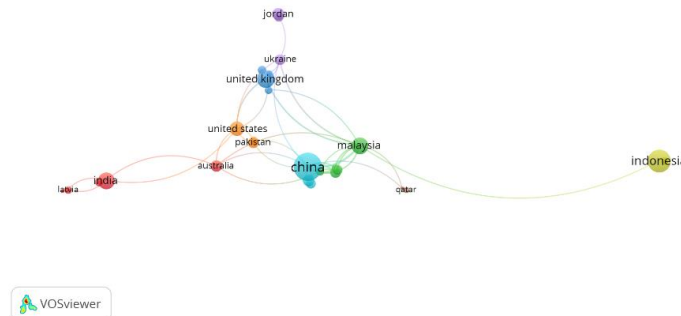 jordan
ukraine
united kingdom
united states
pakistan
malaysia
australia
china
indonesia
india
latvia
qatar
VOSviewer